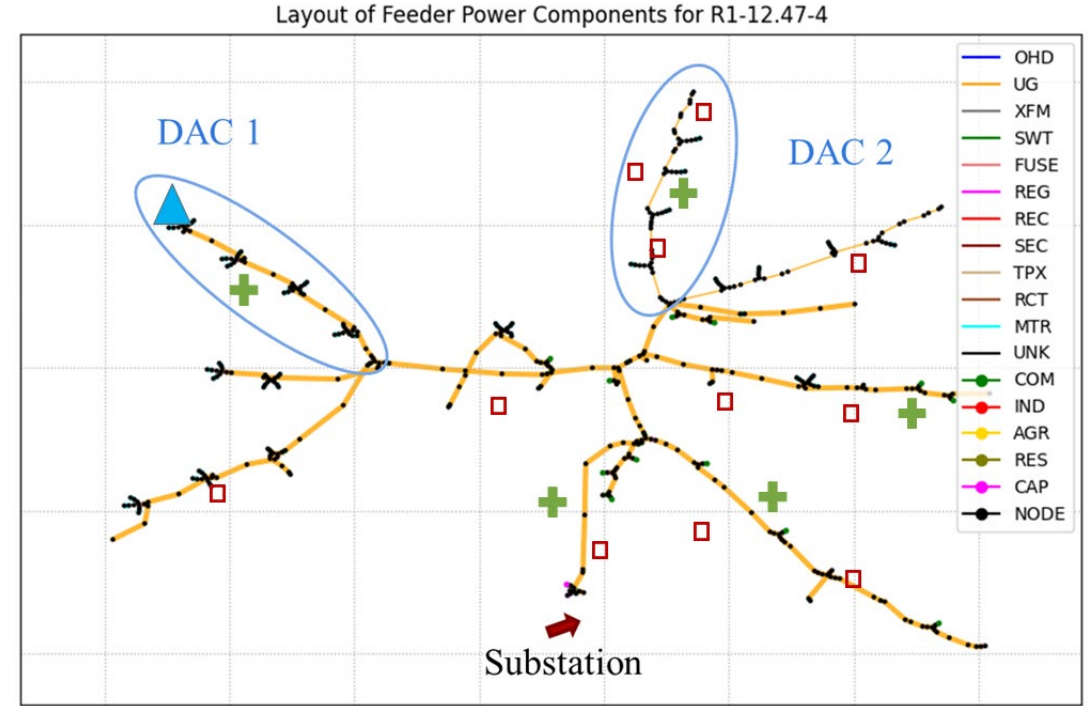 Layout of Feeder Power Components for R1-12.47-4
DAC 1
DAC 2
OHD
UG
XFM
SWT
FUSE
REG
REC
SEC
TPX
RCT
MTR
UNK
COM
IND
AGR
RES
CAP
NODE
Substation